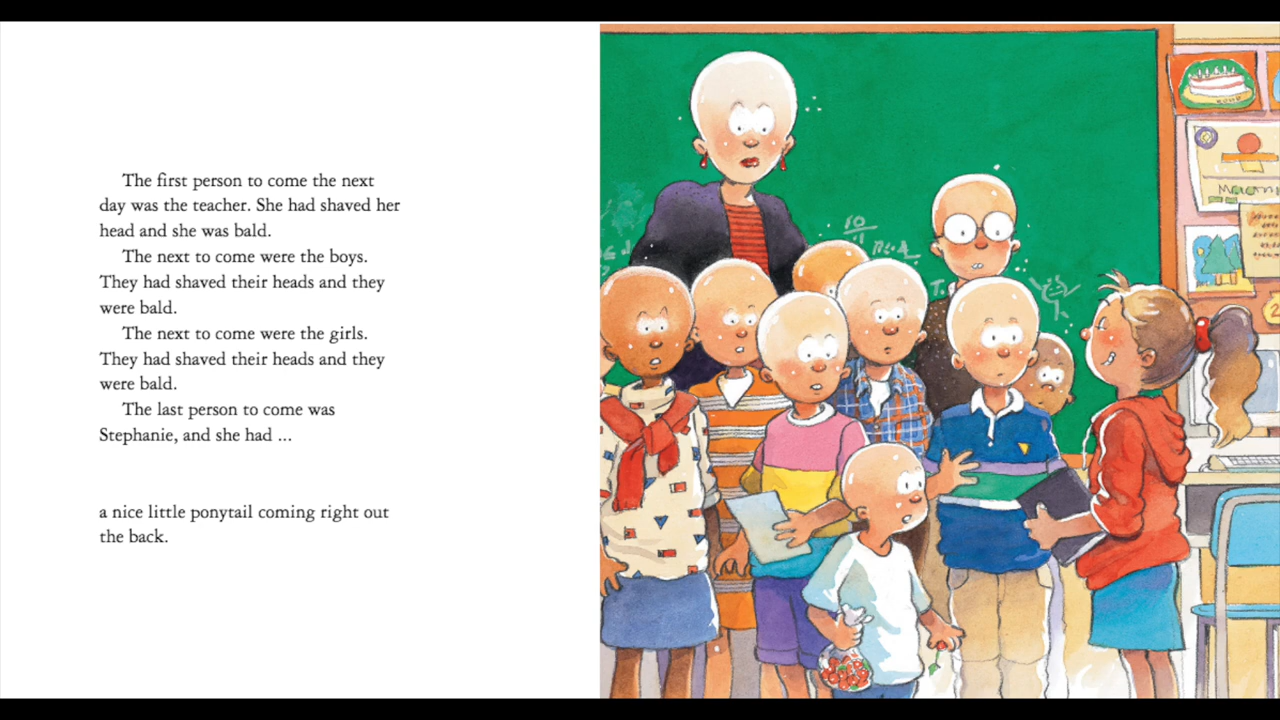 The first person to come the next
day was the teacher. She had shaved her
head and she was bald.
The next to come were the boys.
They had shaved their heads and they
were bald.
The next to come were the girls.
They had shaved their heads and they
were bald.
The last person to come was
Stephanie, and she had ...
a nice little ponytail coming right out
the back.